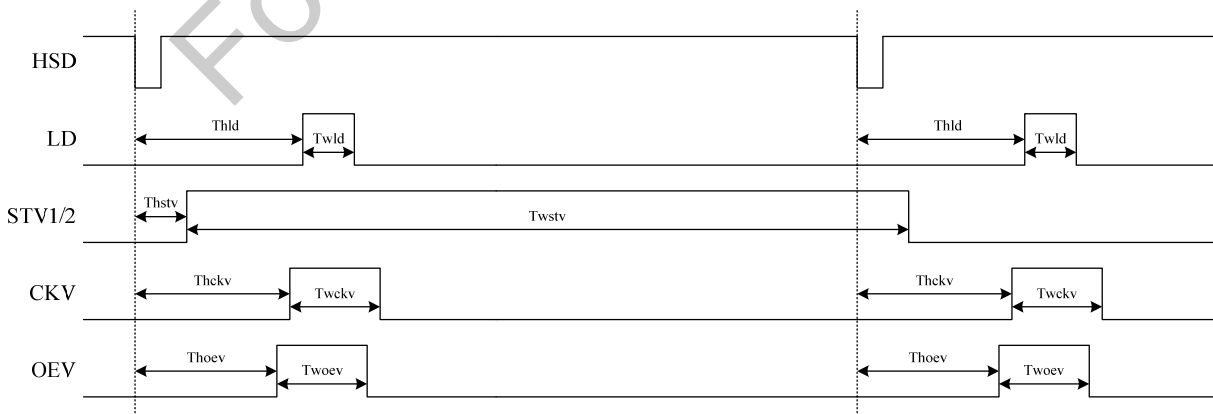 Fo
HSD
LD
Thld
Twld
Thld
Twld
STV1/2
Thstv
Twstv
CKV
Thckv
Twckv
Thckv
Twckv
OEV
Thoev
Twoev
Thoev
Twoev